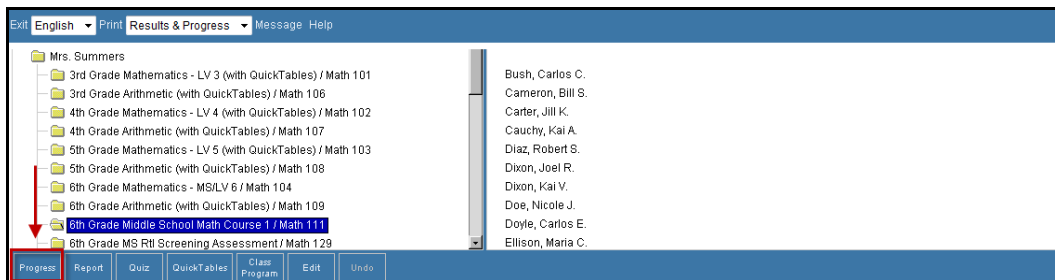 Exit English Print Results & Progress Message Help
Mrs. Summers
3rd Grade Mathematics - LV 3 (with QuickTables) / Math 101
3rd Grade Arithmetic (with QuickTables) / Math 106
4th Grade Mathematics - LV 4 (with QuickTables) / Math 102
4th Grade Arithmetic (with QuickTables) / Math 107
5th Grade Mathematics - LV 5 (with QuickTables) / Math 103
5th Grade Arithmetic (with QuickTables) / Math 108
6th Grade Mathematics - MS/LV 6 / Math 104
6th Grade Arithmetic (with QuickTables) / Math 109
6th Grade Middle School Math Course 1 / Math 111
6th Grade MS RtI Screening Assessment / Math 129
Bush, Carlos C.
Cameron, Bill S.
Carter, Jill K.
Cauchy, Kai A.
Diaz, Robert S.
Dixon, Joel R.
Dixon, Kai V.
Doe, Nicole J.
Doyle, Carlos E.
Ellison, Maria C.
Progress Report Quiz QuickTables Class Program Edit Undo